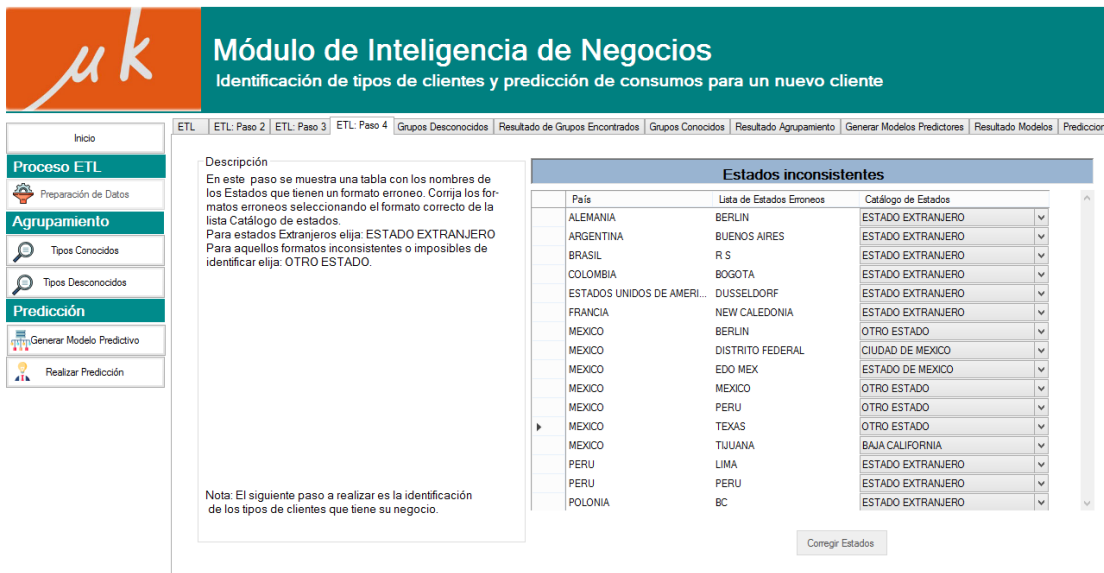 μk
Módulo de Inteligencia de Negocios
Identificación de tipos de clientes y predicción de consumos para un nuevo cliente
Inicio
Proceso ETL
Preparación de Datos
Agrupamiento
Tipos Conocidos
Tipos Desconocidos
Predicción
Generar Modelo Predictivo
Realizar Predicción
ETL ETL: Paso 2 ETL: Paso 3 ETL: Paso 4 Grupos Desconocidos Resultado de Grupos Encontrados Grupos Conocidos Resultado Agrupamiento Generar Modelos Predictores Resultado Modelos Prediccion
Descripción
En este paso se muestra una tabla con los nombres de
los Estados que tienen un formato erroneo. Corrija los for-
matos erroneos seleccionando el formato correcto de la
lista Catálogo de estados.
Para estados Extranjeros elija: ESTADO EXTRANJERO
Para aquellos formatos inconsistentes o imposibles de
identificar elija: OTRO ESTADO.
Nota: El siguiente paso a realizar es la identificación
de los tipos de clientes que tiene su negocio.
Estados inconsistentes
País Lista de Estados Erroneos Catálogo de Estados
ALEMANIA BERLIN ESTADO EXTRANJERO
ARGENTINA BUENOS AIRES ESTADO EXTRANJERO
BRASIL R S ESTADO EXTRANJERO
COLOMBIA BOGOTA ESTADO EXTRANJERO
ESTADOS UNIDOS DE AMERI... DUSSELDORF ESTADO EXTRANJERO
FRANCIA NEW CALEDONIA ESTADO EXTRANJERO
MEXICO BERLIN OTRO ESTADO
MEXICO DISTRITO FEDERAL CIUDAD DE MEXICO
MEXICO EDO MEX ESTADO DE MEXICO
MEXICO MEXICO OTRO ESTADO
MEXICO PERU OTRO ESTADO
MEXICO TEXAS OTRO ESTADO
MEXICO TIJUANA BAJA CALIFORNIA
PERU LIMA ESTADO EXTRANJERO
PERU PERU ESTADO EXTRANJERO
POLONIA BC ESTADO EXTRANJERO
Corregir Estados